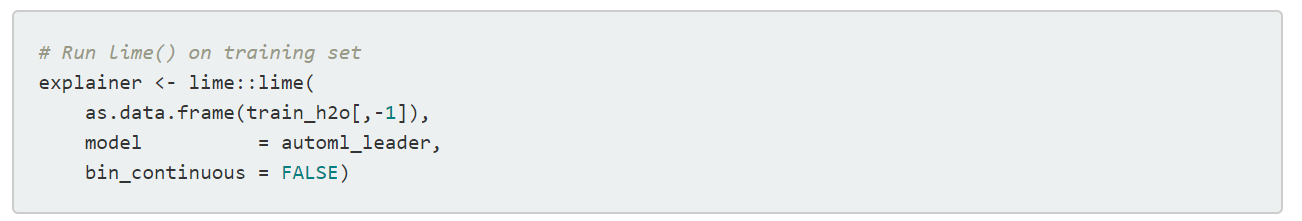 # Run lime() on training set
explainer <- lime::lime(
    as.data.frame(train_h2o[,-1]),
    model          = automl_leader,
    bin_continuous = FALSE)